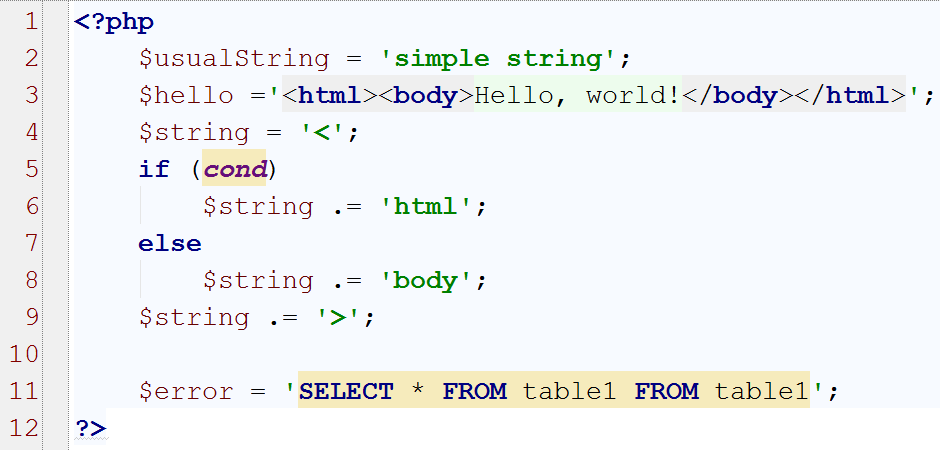 1 <?php
2 $usualString = 'simple string';
3 $hello ='<html><body>Hello, world!</body></html>';
4 $string = '<';
5 if (cond)
6 $string .= 'html';
7 else
8 $string .= 'body';
9 $string .= '>';
10
11 $error = 'SELECT * FROM table1 FROM table1';
12 ?>